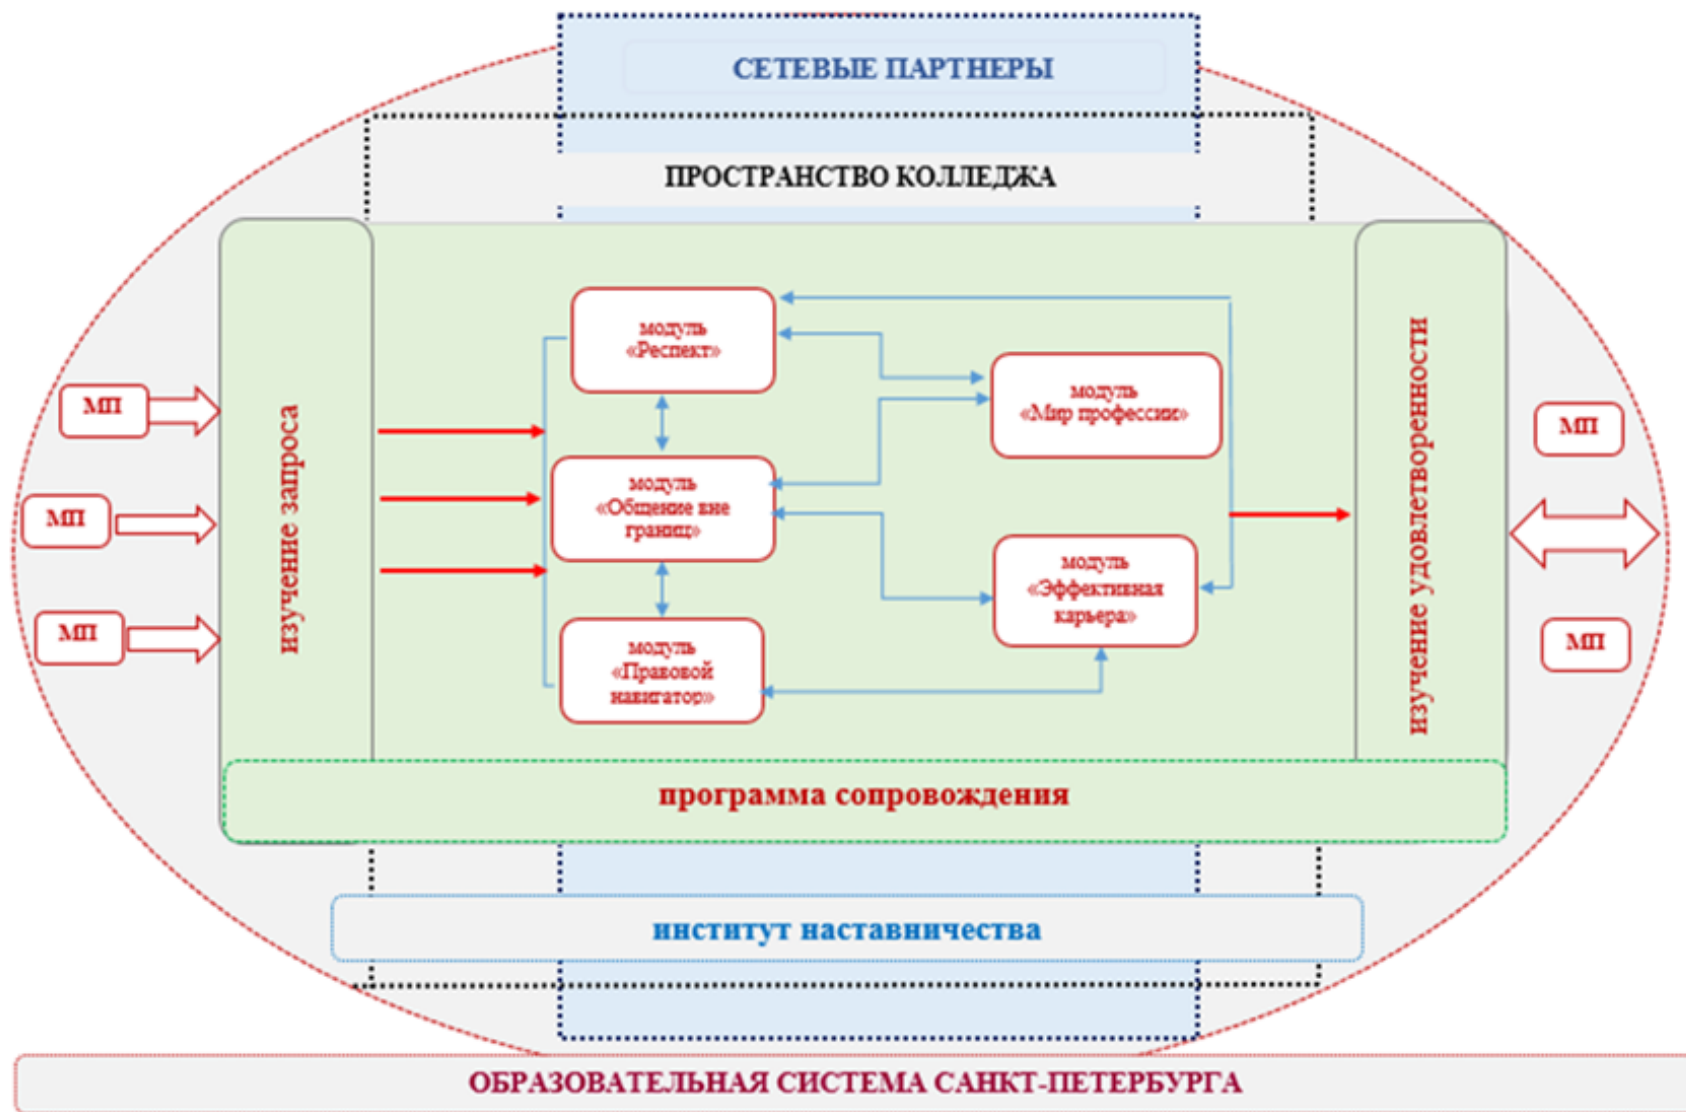 СЕТЕВЫЕ ПАРТНЕРЫ
ПРОСТРАНСТВО КОЛЛЕДЖА
МП
МП
МП
изучение запроса
модуль
«Респект»
модуль
«Общение вне
границ»
модуль
«Правовой
навигатор»
модуль
«Мир профессии»
модуль
«Эффективная
карьера»
изучение удовлетворенности
МП
МП
программа сопровождения
институт наставничества
ОБРАЗОВАТЕЛЬНАЯ СИСТЕМА САНКТ-ПЕТЕРБУРГА